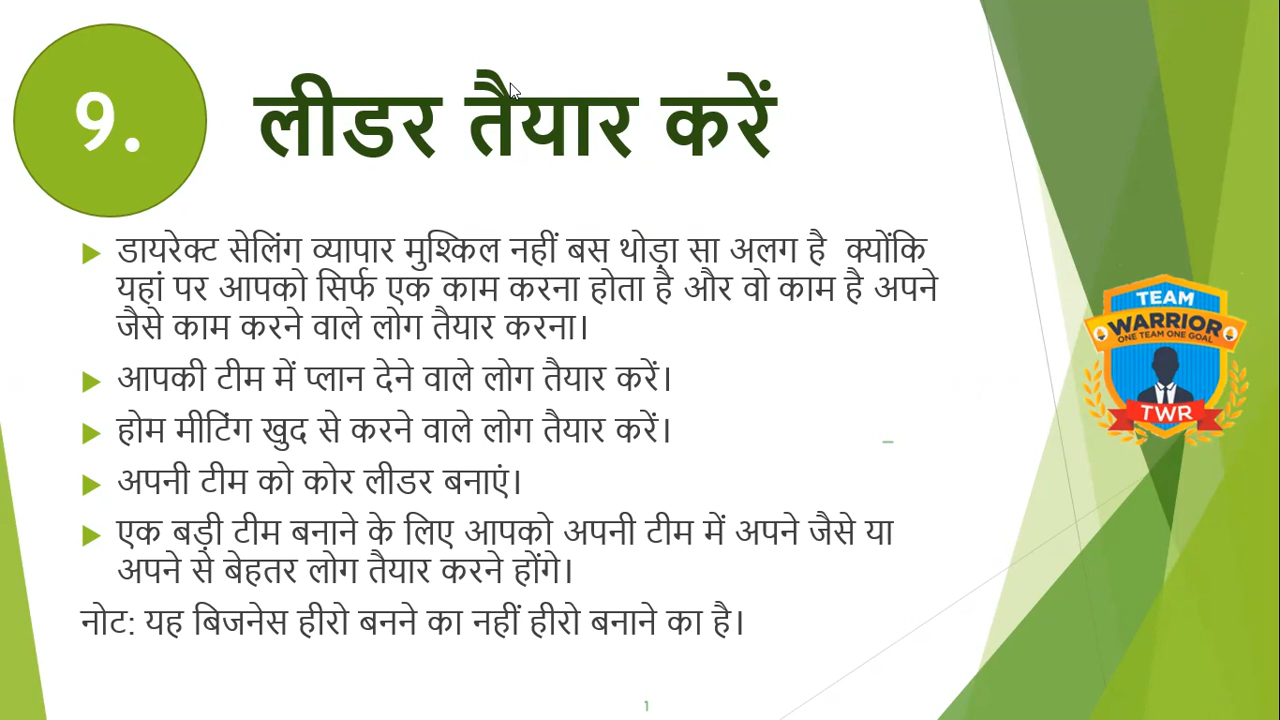 9.
लीडर तैयार करें
डायरेक्ट सेलिंग व्यापार मुश्किल नहीं बस थोड़ा सा अलग है क्योंकि
यहां पर आपको सिर्फ एक काम करना होता है और वो काम है अपने
जैसे काम करने वाले लोग तैयार करना।
आपकी टीम में प्लान देने वाले लोग तैयार करें।
होम मीटिंग खुद से करने वाले लोग तैयार करें।
अपनी टीम को कोर लीडर बनाएं।
एक बड़ी टीम बनाने के लिए आपको अपनी टीम में अपने जैसे या
अपने से बेहतर लोग तैयार करने होंगे।
नोट: यह बिजनेस हीरो बनने का नहीं हीरो बनाने का है।
TEAM
WARRIOR
ONE TEAM ONE GOAL
TWR